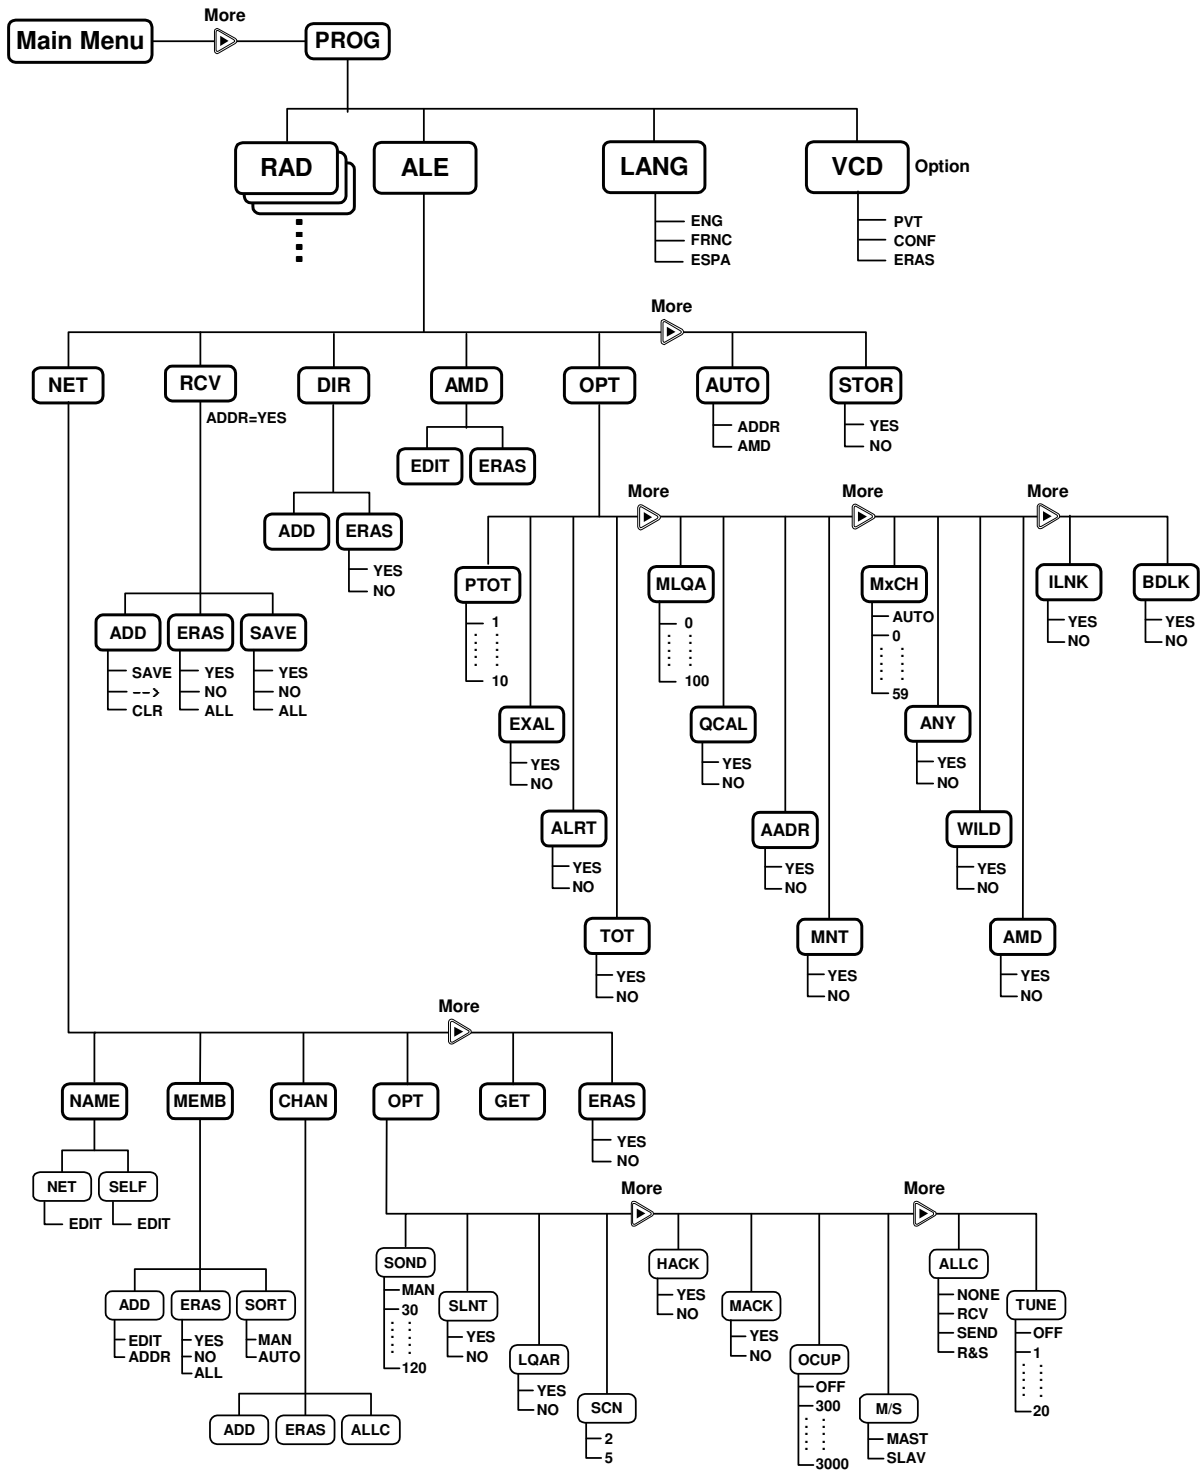 More
Main Menu
PROG
RAD
ALE
LANG
VCD
Option
ENG
FRNC
ESPA
PVT
CONF
ERAS
More
NET
RCV
DIR
AMD
OPT
AUTO
STOR
ADDR=YES
ADDR
AMD
YES
NO
EDIT
ERAS
ADD
ERAS
YES
NO
More
More
More
PTOT
1
10
MLQA
0
100
MxCH
AUTO
0
59
ILNK
YES
NO
BDLK
YES
NO
ADD
SAVE
-->
CLR
ERAS
YES
NO
ALL
SAVE
YES
NO
ALL
EXAL
YES
NO
QCAL
YES
NO
ANY
YES
NO
ALRT
YES
NO
AADR
YES
NO
WILD
YES
NO
TOT
YES
NO
MNT
YES
NO
AMD
YES
NO
More
NAME
MEMB
CHAN
OPT
GET
ERAS
YES
NO
NET
EDIT
SELF
EDIT
More
More
ADD
EDIT
ADDR
ERAS
YES
NO
ALL
SORT
MAN
AUTO
ADD
ERAS
ALLC
SOND
MAN
30
120
SLNT
YES
NO
LQAR
YES
NO
SCN
2
5
HACK
YES
NO
MACK
YES
NO
OCUP
OFF
300
3000
M/S
MAST
SLAV
ALLC
NONE
RCV
SEND
R&S
TUNE
OFF
1
20